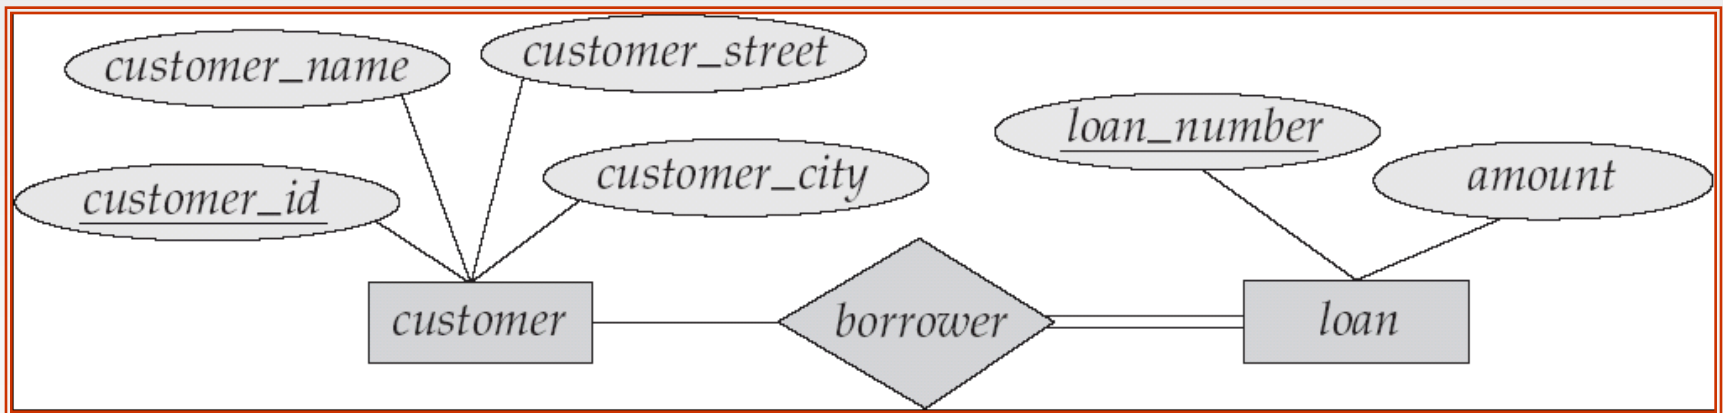 customer_name
customer_street
customer_id
customer_city
loan_number
amount
customer
borrower
loan